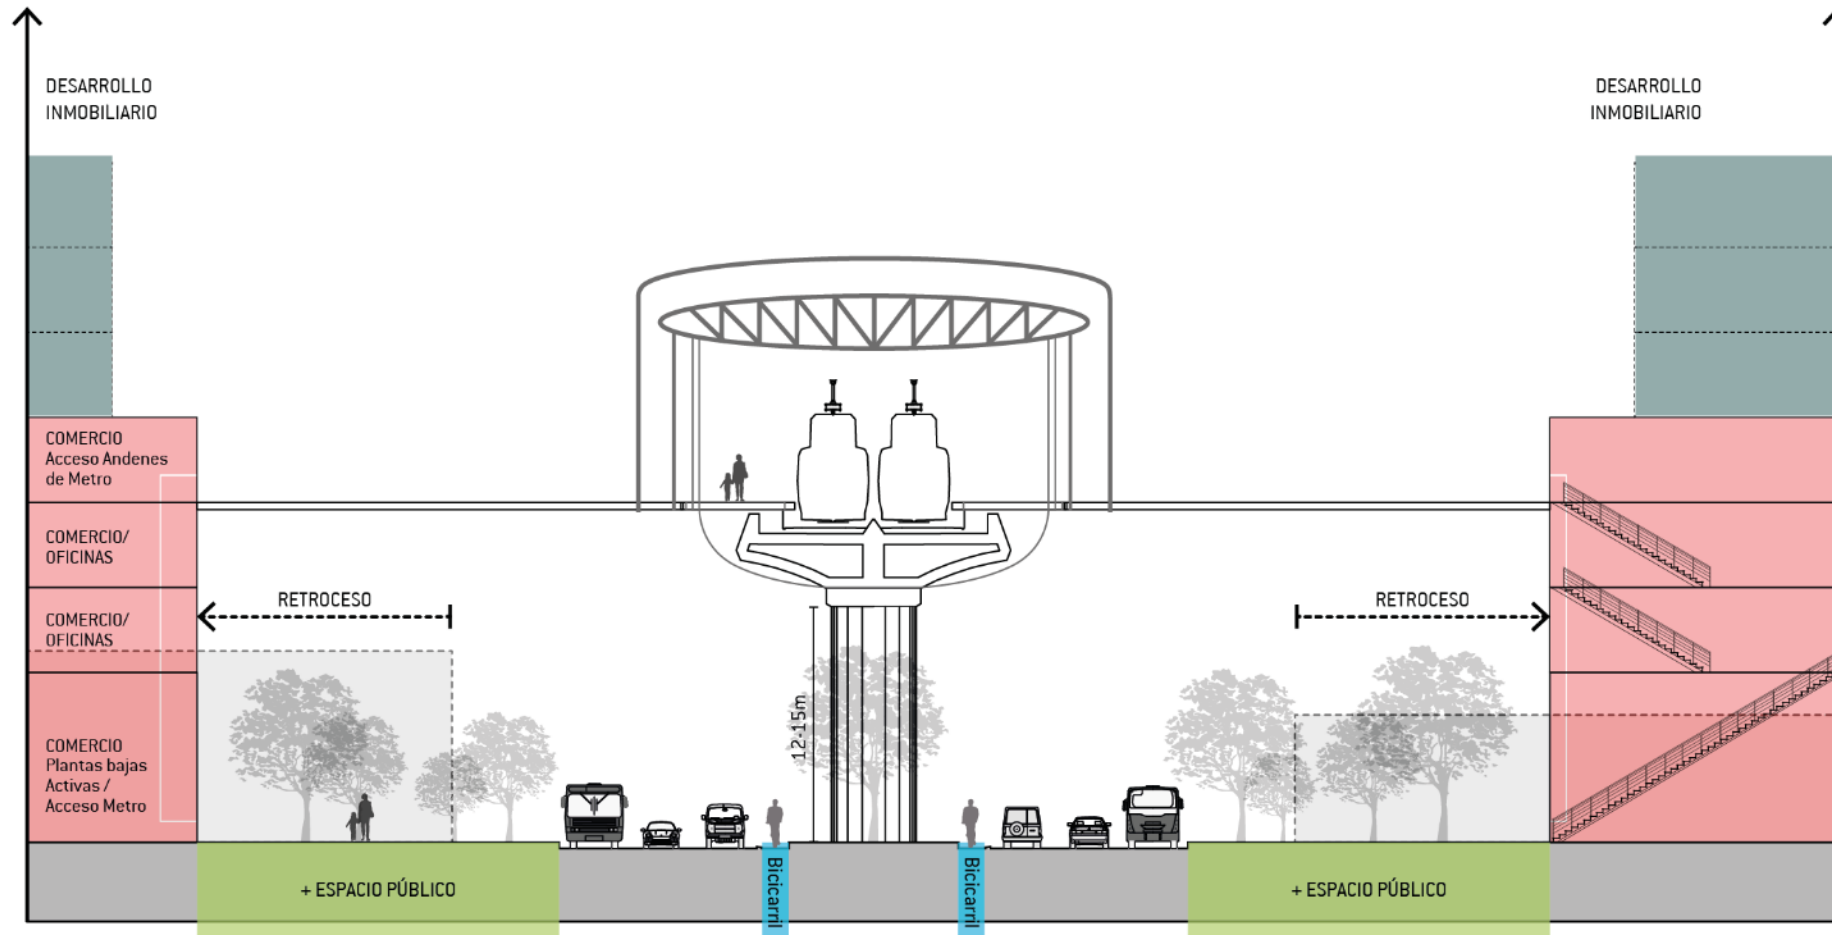 DESARROLLO
INMOBILIARIO
DESARROLLO
INMOBILIARIO
COMERCIO
Acceso Andenes
de Metro
COMERCIO/
OFICINAS
COMERCIO/
OFICINAS
COMERCIO
Plantas bajas
Activas /
Acceso Metro
RETROCESO
RETROCESO
12-15m
+ ESPACIO PÚBLICO
Bicicarril
Bicicarril
+ ESPACIO PÚBLICO